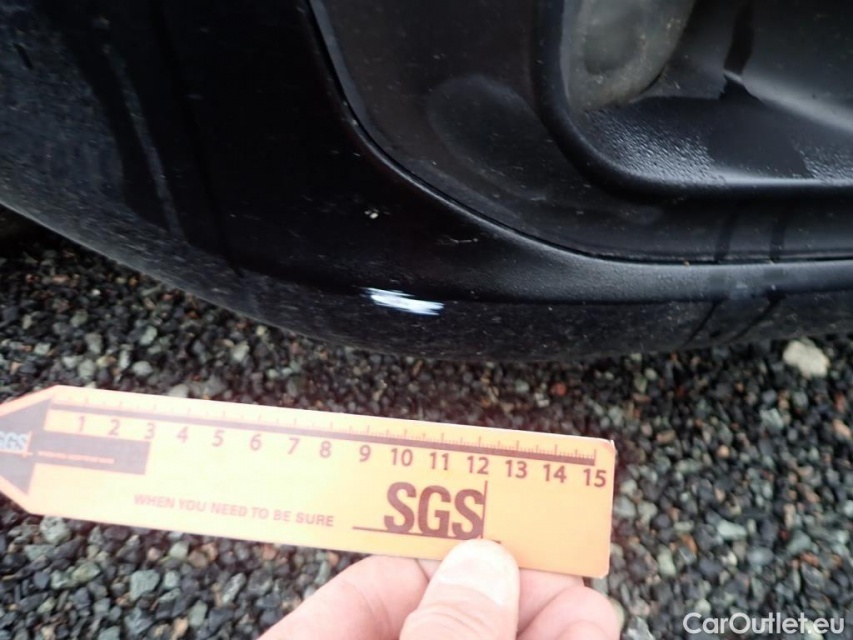 1 2 3 4 5 6 7 8 9 10 11 12 13 14 15
SGS
WHEN YOU NEED TO BE SURE
SGS
CarOutlet.eu